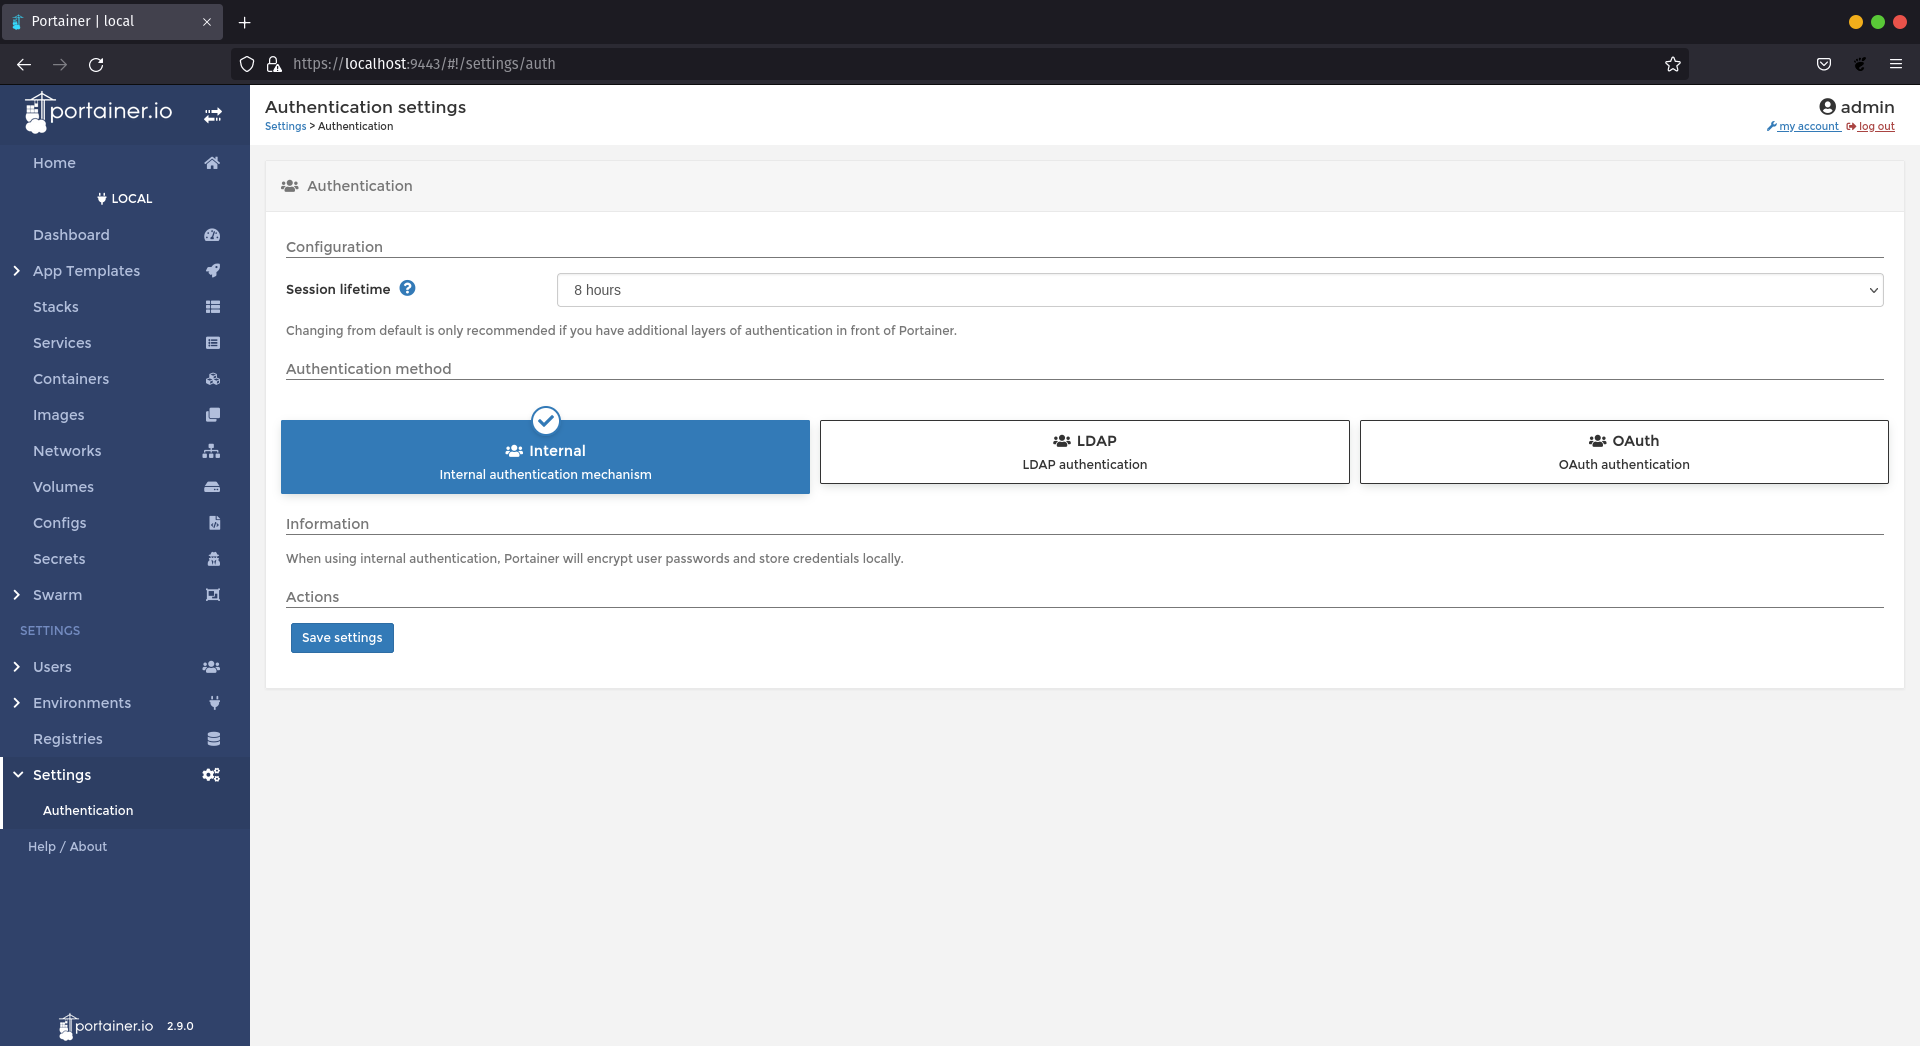 Portainer | local
https://localhost:9443/#!/settings/auth
portainer.io
Home
LOCAL
Dashboard
App Templates
Stacks
Services
Containers
Images
Networks
Volumes
Configs
Secrets
Swarm
SETTINGS
Users
Environments
Registries
Settings
Authentication
Help / About
portainer.io 2.9.0
Authentication settings
Settings > Authentication
admin
my account log out
Authentication
Configuration
Session lifetime 8 hours
Changing from default is only recommended if you have additional layers of authentication in front of Portainer.
Authentication method
Internal
Internal authentication mechanism
LDAP
LDAP authentication
OAuth
OAuth authentication
Information
When using internal authentication, Portainer will encrypt user passwords and store credentials locally.
Actions
Save settings